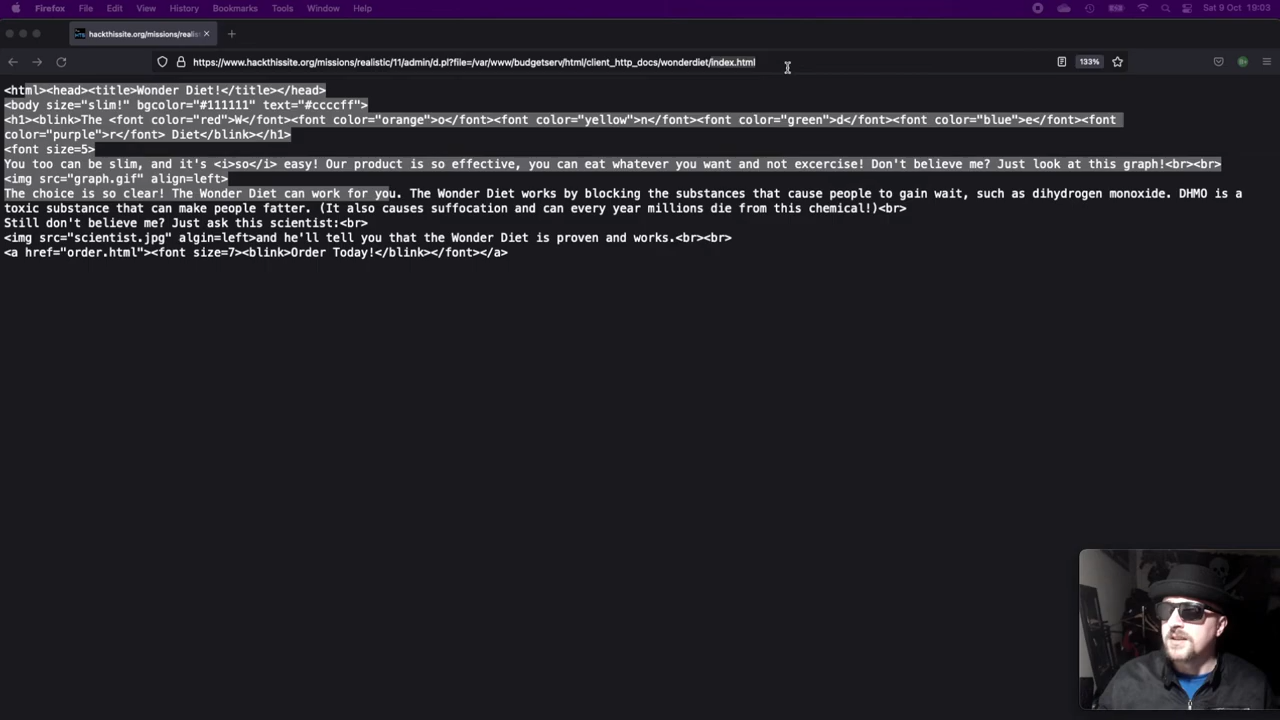 Firefox File Edit View History Bookmarks Tools Window Help Sat 9 Oct 19:03
hackthissite.org/missions/realis
https://www.hackthissite.org/missions/realistic/11/admin/d.pl?file=/var/www/budgetserv/html/client_http_docs/wonderdiet/index.html 133%
<html><head><title>Wonder Diet!</title></head>
<body size="slim!" bgcolor="#111111" text="#ccccff">
<h1><blink>The <font color="red">W</font><font color="orange">o</font><font color="yellow">n</font><font color="green">d</font><font color="blue">e</font><font
color="purple">r</font> Diet</blink></h1>
<font size=5>
You too can be slim, and it's <i>so</i> easy! Our product is so effective, you can eat whatever you want and not excercise! Don't believe me? Just look at this graph!<br><br>
<img src="graph.gif" align=left>
The choice is so clear! The Wonder Diet can work for you. The Wonder Diet works by blocking the substances that cause people to gain wait, such as dihydrogen monoxide. DHMO is a
toxic substance that can make people fatter. (It also causes suffocation and can every year millions die from this chemical!)<br>
Still don't believe me? Just ask this scientist:<br>
<img src="scientist.jpg" algin=left>and he'll tell you that the Wonder Diet is proven and works.<br><br>
<a href="order.html"><font size=7><blink>Order Today!</blink></font></a>